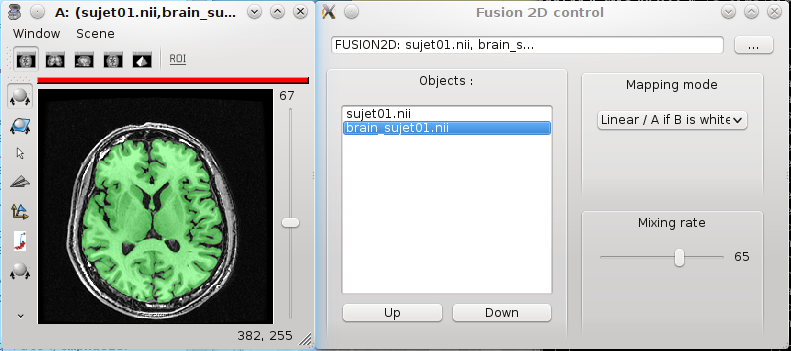 A: (sujet01.nii,brain_su...
Window Scene
ROI
67
382, 255
Fusion 2D control
FUSION2D: sujet01.nii, brain_s...
...
Objects :
sujet01.nii
brain_sujet01.nii
Up Down
Mapping mode
Linear / A if B is white
Mixing rate
65